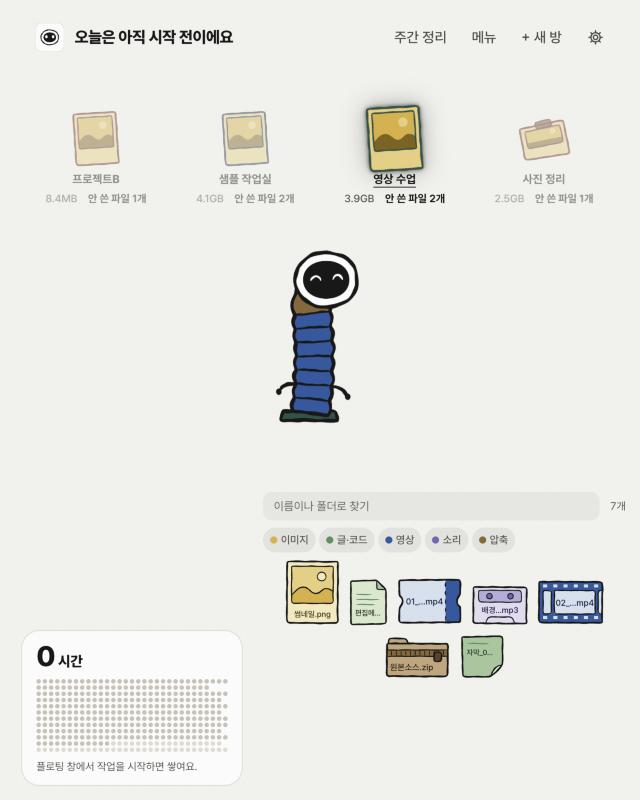 오늘은 아직 시작 전이에요
주간 정리 메뉴 + 새 방
프로젝트B 샘플 작업실 영상 수업 사진 정리
8.4MB 안 쓴 파일 1개 4.1GB 안 쓴 파일 2개 3.9GB 안 쓴 파일 2개 2.5GB 안 쓴 파일 1개
이름이나 폴더로 찾기 7개
이미지 글·코드 영상 소리 압축
썸네일.png 편집메... 01_...mp4 배경...mp3 02_...mp4
원본소스.zip 자막_0...
0 시간
플로팅 창에서 작업을 시작하면 쌓여요.